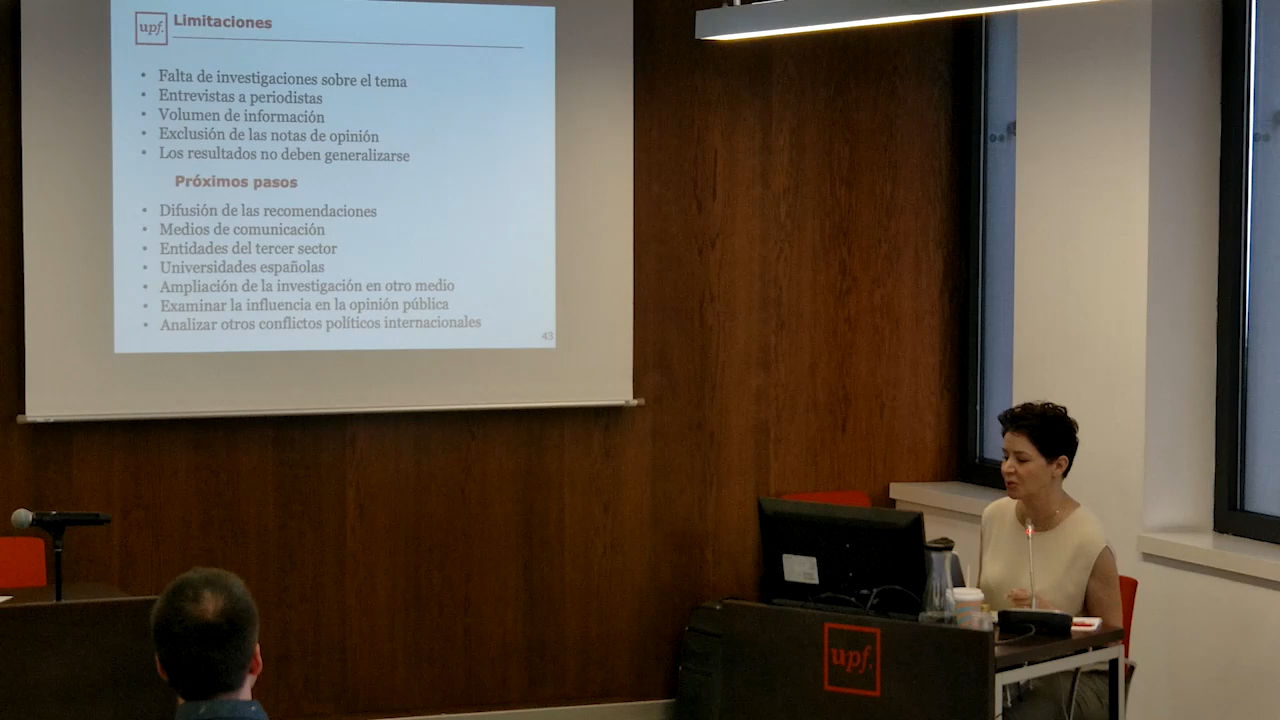 upf.
Limitaciones
• Falta de investigaciones sobre el tema
• Entrevistas a periodistas
• Volumen de información
• Exclusión de las notas de opinión
• Los resultados no deben generalizarse
Próximos pasos
• Difusión de las recomendaciones
• Medios de comunicación
• Entidades del tercer sector
• Universidades españolas
• Ampliación de la investigación en otro medio
• Examinar la influencia en la opinión pública
• Analizar otros conflictos políticos internacionales
43
upf.